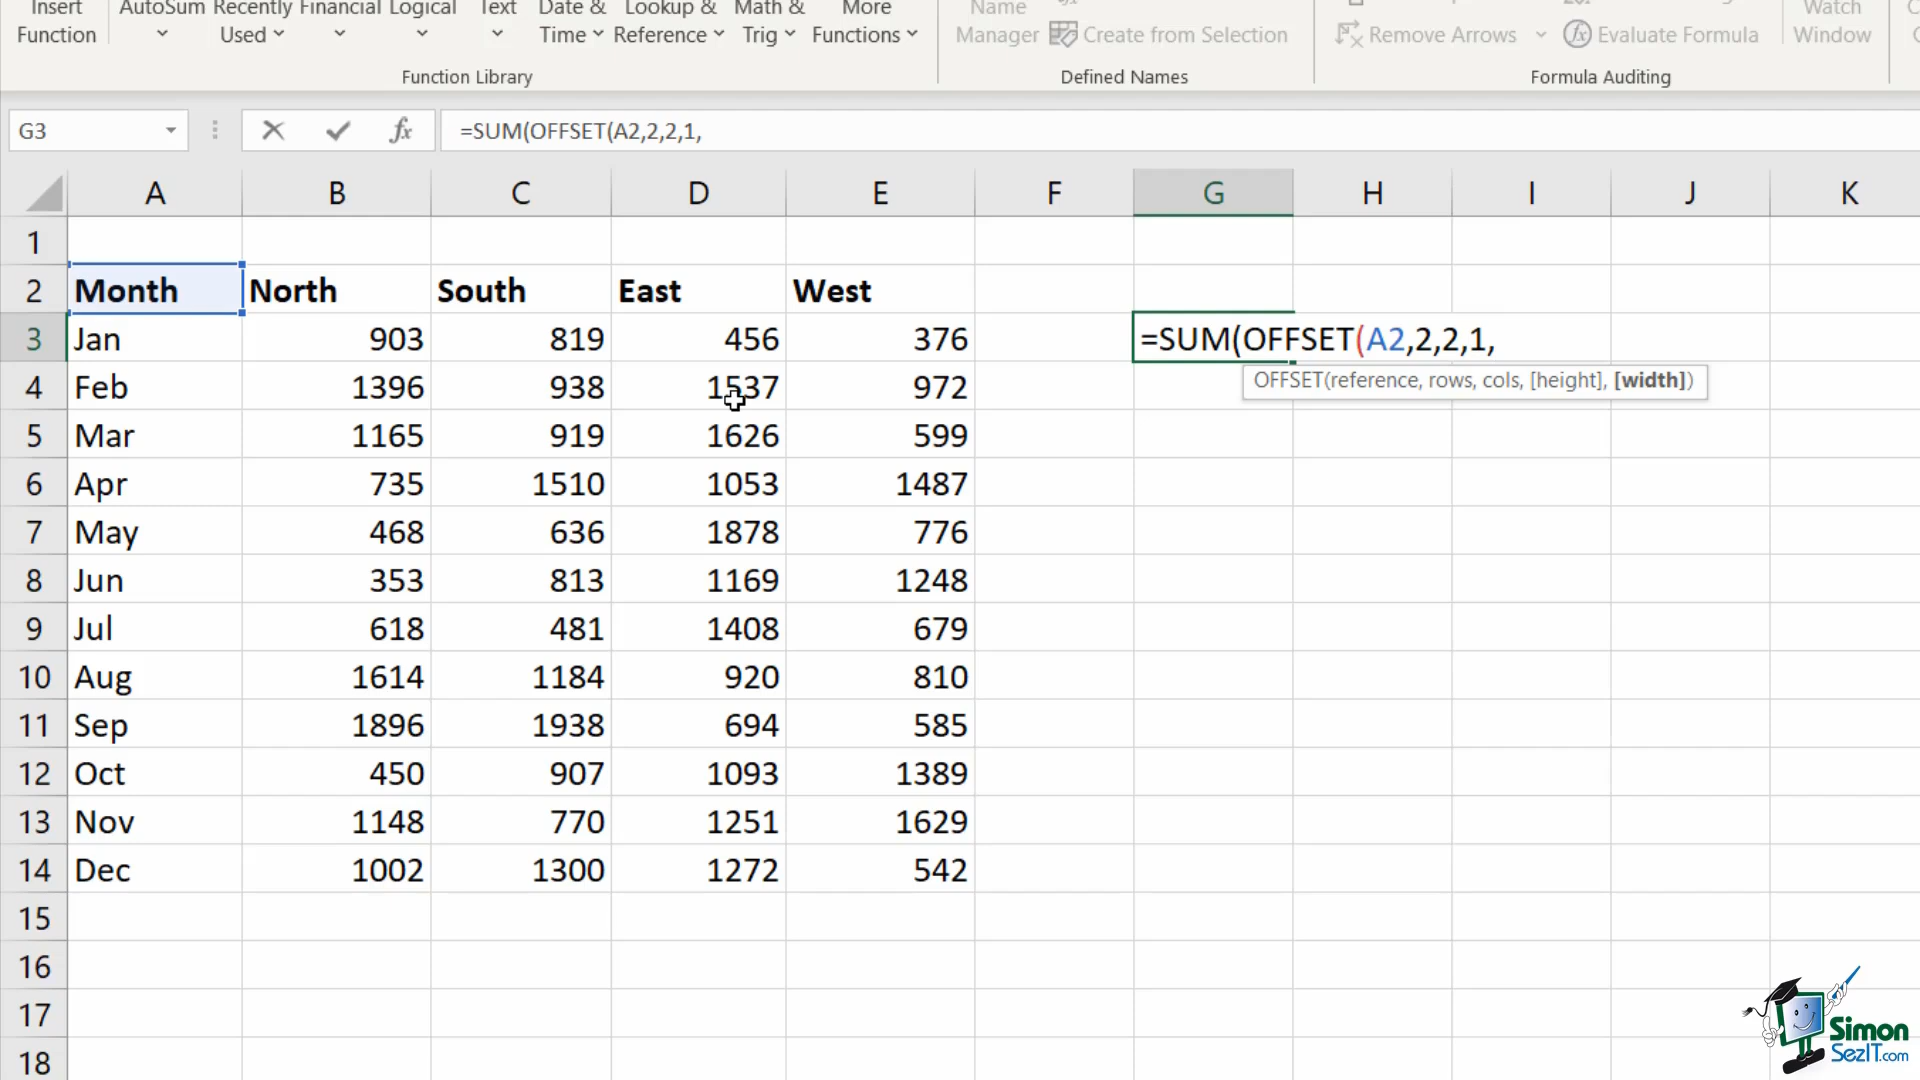 Insert Function
AutoSum
Recently Used
Financial
Logical
Text
Date & Time
Lookup & Reference
Math & Trig
More Functions
Function Library
Name Manager
Create from Selection
Defined Names
Remove Arrows
Evaluate Formula
Formula Auditing
Watch Window
G3 fx =SUM(OFFSET(A2,2,2,1,
A B C D E F G H I J K
1
2 Month North South East West
3 Jan 903 819 456 376 =SUM(OFFSET(A2,2,2,1,
OFFSET(reference, rows, cols, [height], [width])
4 Feb 1396 938 1537 972
5 Mar 1165 919 1626 599
6 Apr 735 1510 1053 1487
7 May 468 636 1878 776
8 Jun 353 813 1169 1248
9 Jul 618 481 1408 679
10 Aug 1614 1184 920 810
11 Sep 1896 1938 694 585
12 Oct 450 907 1093 1389
13 Nov 1148 770 1251 1629
14 Dec 1002 1300 1272 542
15
16
17
18
Simon
SezIT.com